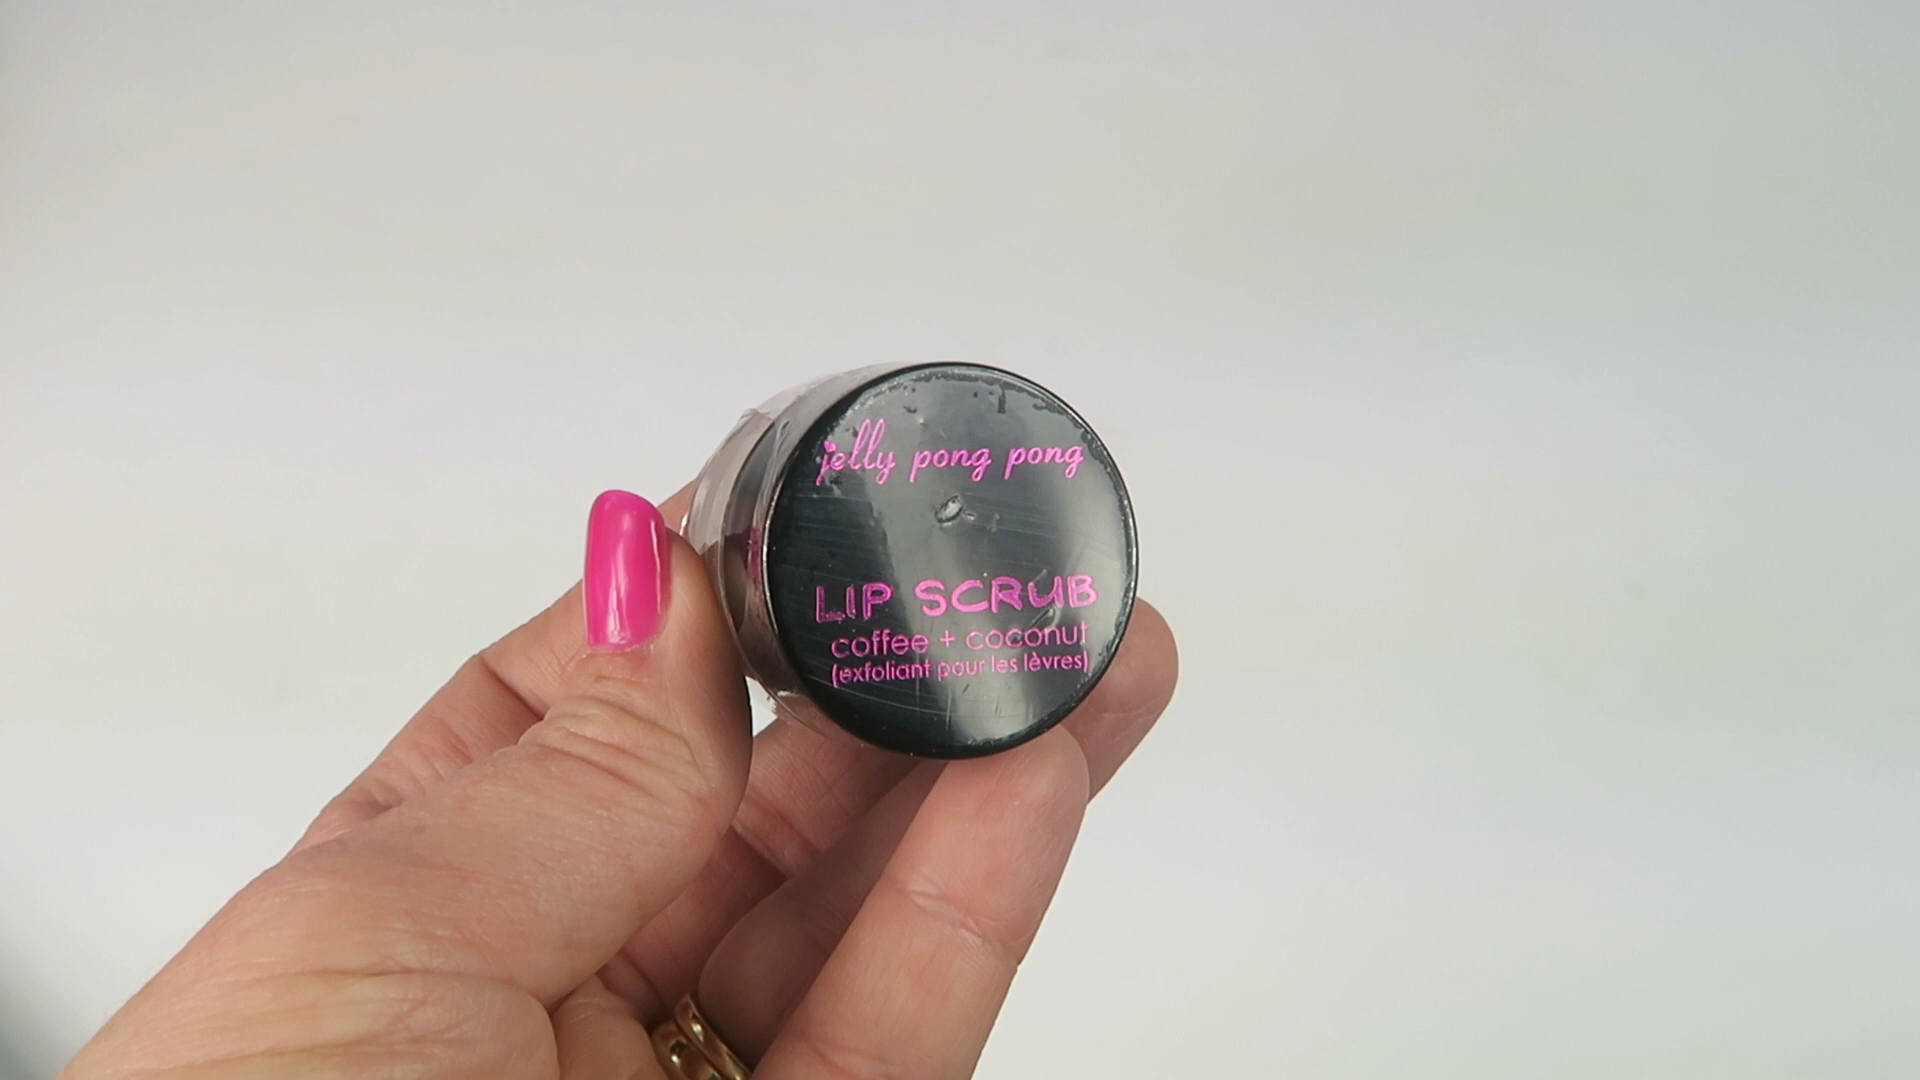 jelly pong pong
LIP SCRUB
coffee + coconut
(exfoliant pour les lèvres)